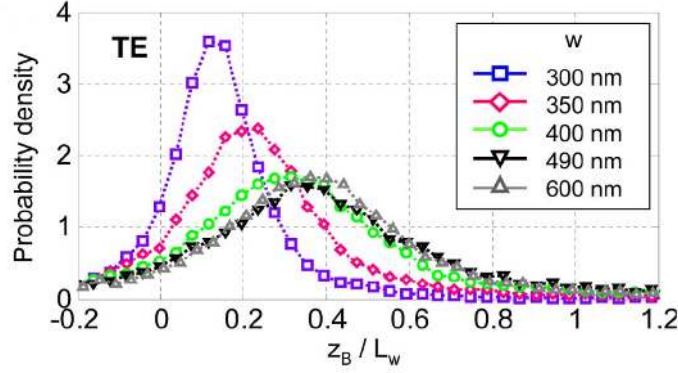 TE
Probability density
4
3
2
1
0
-0.2
0
0.2
0.4
0.6
0.8
1
1.2
z_B / L_w
w
300 nm
350 nm
400 nm
490 nm
600 nm